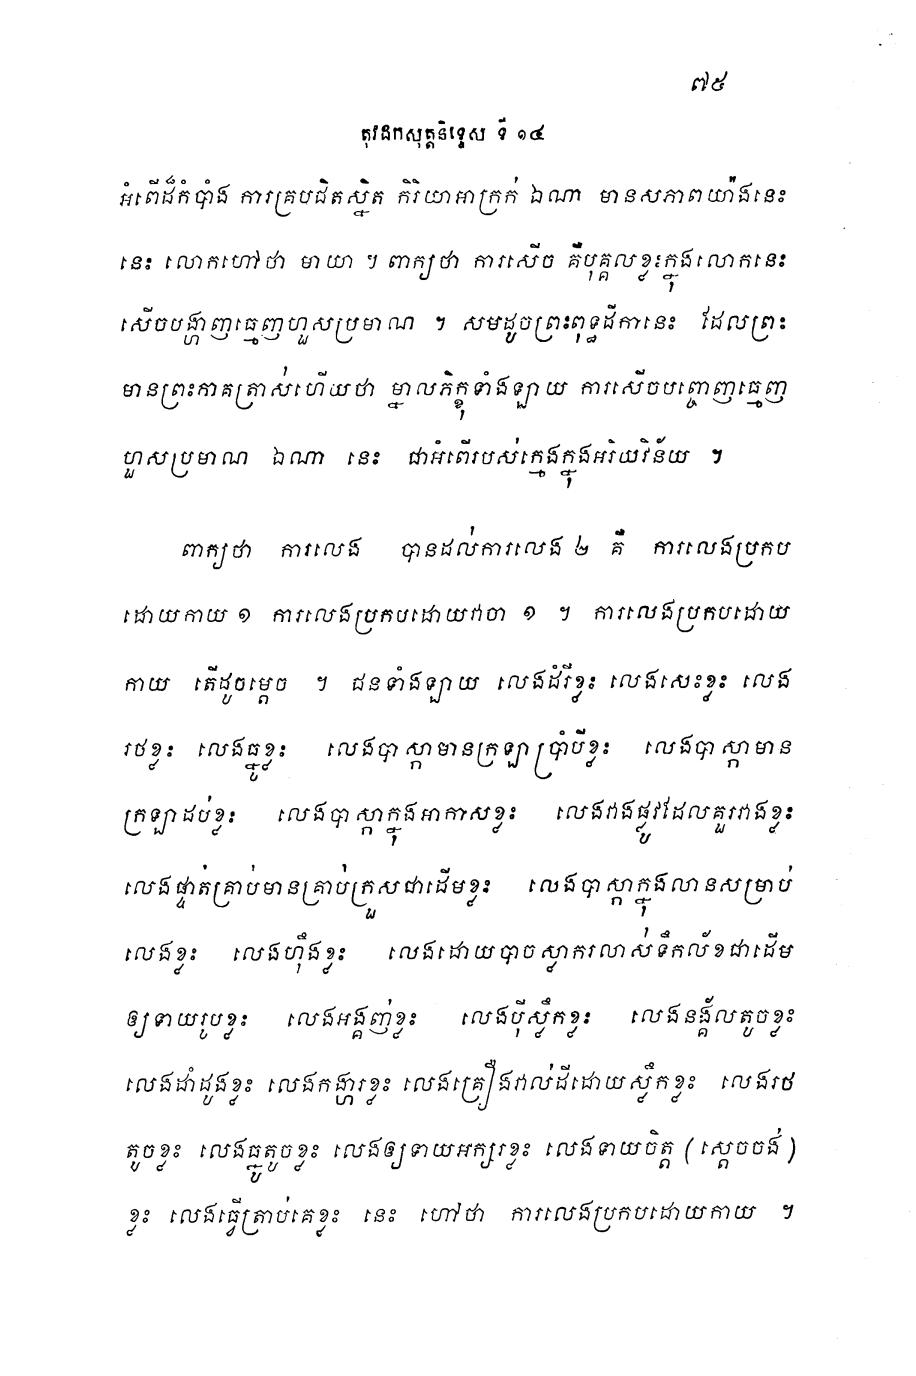 ៧៥
តុវដកសុត្តនិទ្ទេស ទី ១៤
អំពើដ៏កំបាំង ការគ្របជិតស្និត កិរិយាអាក្រក់ ឯណា មានសភាពយ៉ាងនេះ
នេះ លោកហៅថា មាយា ។ ពាក្យថា ការសើច គឺបុគ្គលខ្លះក្នុងលោកនេះ
សើចបង្ហាញធ្មេញហួសប្រមាណ ។ សមដូចព្រះពុទ្ធដីកានេះ ដែលព្រះ
មានព្រះភាគត្រាស់ហើយថា ម្នាលភិក្ខុទាំងឡាយ ការសើចបញ្ចេញធ្មេញ
ហួសប្រមាណ ឯណា នេះ ជាអំពើរបស់ក្មេងក្នុងអរិយវិន័យ ។
ពាក្យថា ការលេង បានដល់ការលេង ២ គឺ ការលេងប្រកប
ដោយកាយ ១ ការលេងប្រកបដោយវាចា ១ ។ ការលេងប្រកបដោយ
កាយ តើដូចម្តេច ។ ជនទាំងឡាយ លេងដំរីខ្លះ លេងសេះខ្លះ លេង
រថខ្លះ លេងធ្នូខ្លះ លេងបាស្កាមានក្រឡាប្រាំបីខ្លះ លេងបាស្កាមាន
ក្រឡាដប់ខ្លះ លេងបាស្កាក្នុងអាកាសខ្លះ លេងវាងផ្លូវដែលគួរវាងខ្លះ
លេងផ្ទាត់គ្រាប់មានគ្រាប់ក្រួសជាដើមខ្លះ លេងបាស្កាក្នុងលានសម្រាប់
លេងខ្លះ លេងហ៊ឹងខ្លះ លេងដោយបាចស្វាករលាស់ទឹកល័ខជាដើម
ឲ្យទាយរូបខ្លះ លេងអង្គញ់ខ្លះ លេងប៉ីស្លឹកខ្លះ លេងនង្គ័លតូចខ្លះ
លេងដាំដូងខ្លះ លេងកង្ហារខ្លះ លេងគ្រឿងវាល់ដីដោយស្លឹកខ្លះ លេងរថ
តូចខ្លះ លេងធ្នូតូចខ្លះ លេងឲ្យទាយអក្សរខ្លះ លេងទាយចិត្ត (ស្តេចចង់)
ខ្លះ លេងធ្វើត្រាប់គេខ្លះ នេះ ហៅថា ការលេងប្រកបដោយកាយ ។